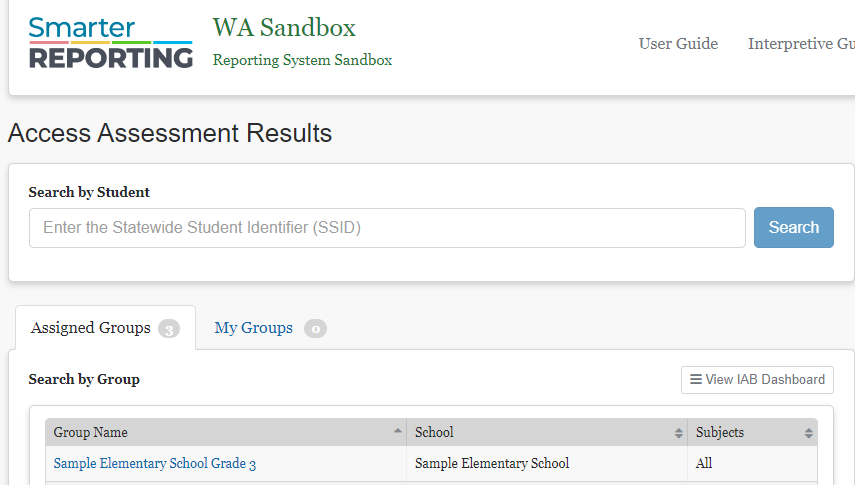 Smarter
REPORTING
WA Sandbox
Reporting System Sandbox
User Guide
Interpretive Gu
Access Assessment Results
Search by Student
Enter the Statewide Student Identifier (SSID)
Search
Assigned Groups 3
My Groups 0
Search by Group
View IAB Dashboard
Group Name School Subjects
Sample Elementary School Grade 3 Sample Elementary School All